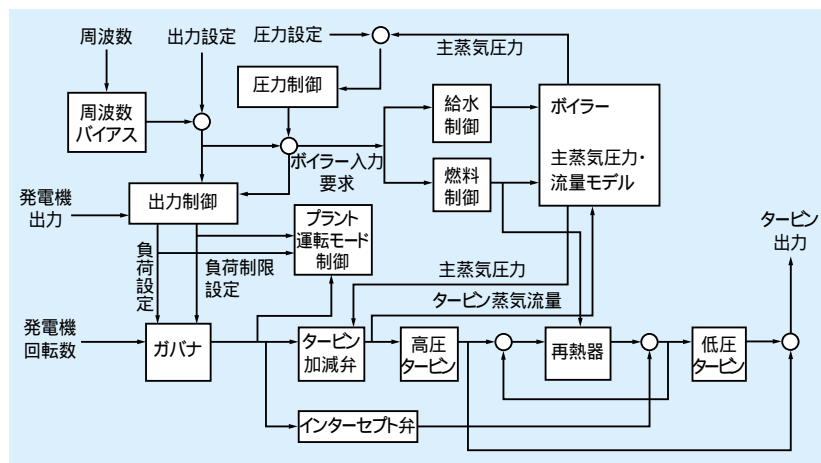 周波数
出力設定
圧力設定
主蒸気圧力
周波数
バイアス
圧力制御
給水
制御
ボイラー
主蒸気圧力・
流量モデル
ボイラー入力
要求
燃料
制御
発電機
出力
出力制御
プラント
運転モード
制御
タービン
出力
負荷設定
負荷制限
設定
主蒸気圧力
タービン蒸気流量
発電機
回転数
ガバナ
タービン
加減弁
高圧
タービン
再熱器
低圧
タービン
インターセプト弁